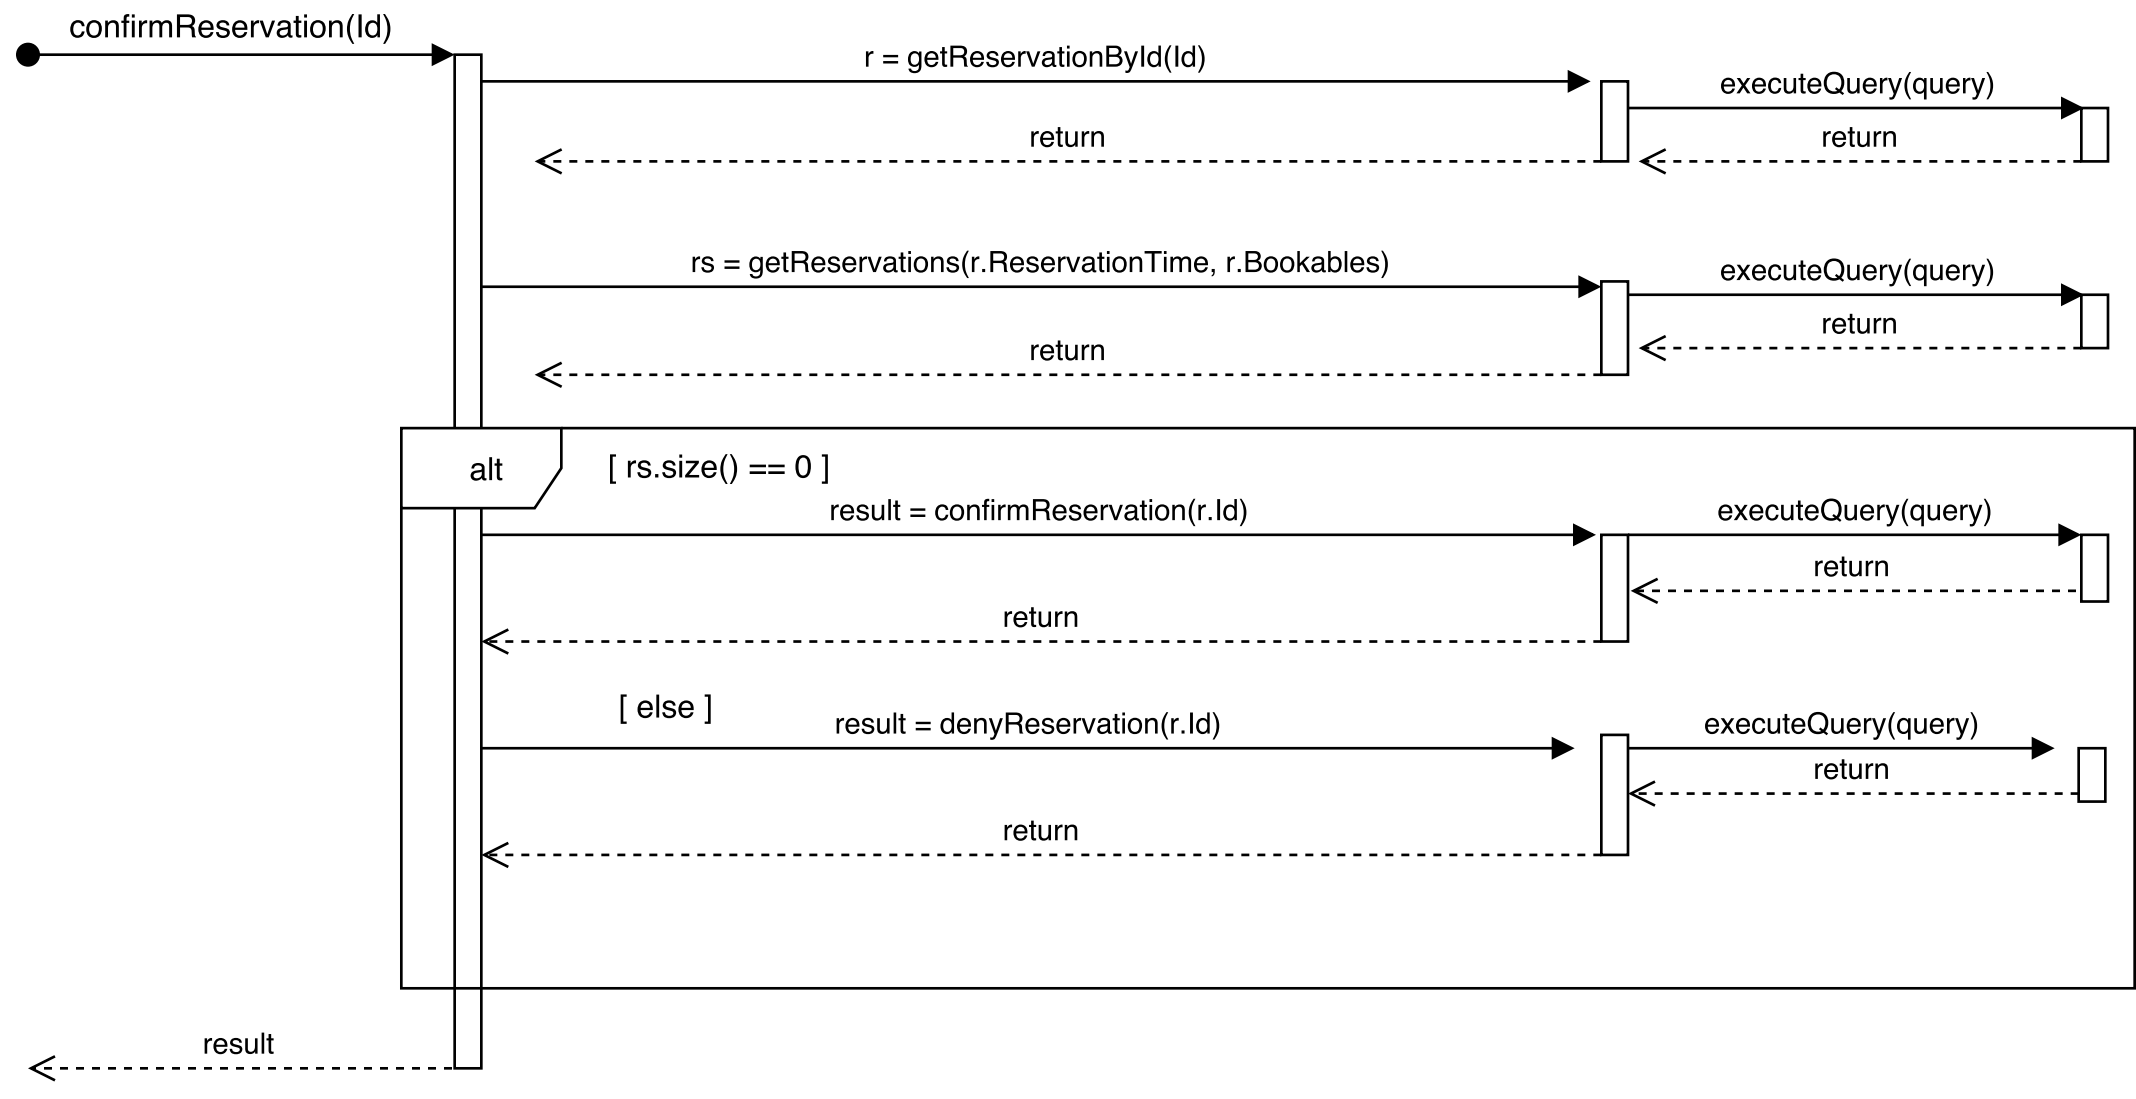 confirmReservation(Id)
r = getReservationById(Id)
executeQuery(query)
return
return
rs = getReservations(r.ReservationTime, r.Bookables)
executeQuery(query)
return
return
alt
[ rs.size() == 0 ]
result = confirmReservation(r.Id)
executeQuery(query)
return
return
[ else ]
result = denyReservation(r.Id)
executeQuery(query)
return
return
result